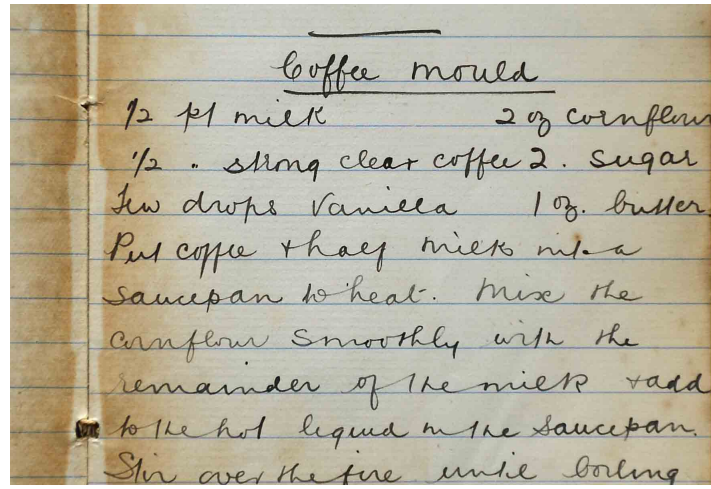 Coffee Mould
1/2 pt milk 2 oz cornflour
1/2 " strong clear coffee 2 . sugar
Few drops Vanilla 1 oz. butter.
Put coffee + half milk into a
saucepan to heat. Mix the
cornflour smoothly with the
remainder of the milk + add
to the hot liquid in the saucepan.
Stir over the fire until boiling